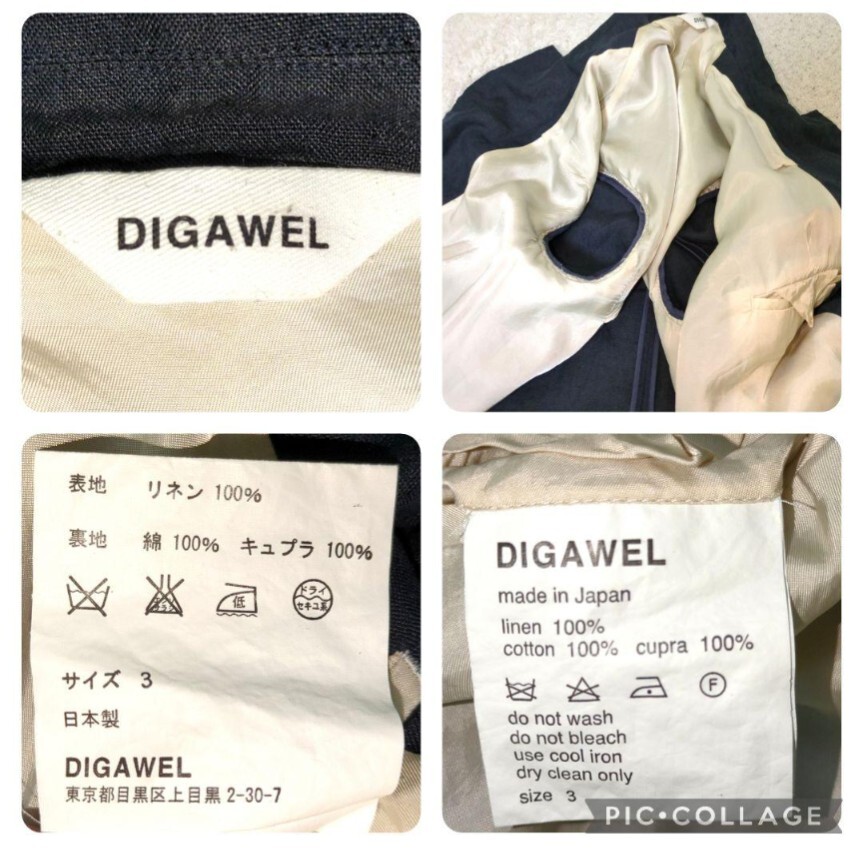 DIGAWEL
表地 リネン 100%
裏地 綿 100% キュプラ 100%
低
ドライ
セキユ系
サイズ 3
日本製
DIGAWEL
東京都目黒区上目黒 2-30-7
DIGAWEL
made in Japan
linen 100%
cotton 100% cupra 100%
F
do not wash
do not bleach
use cool iron
dry clean only
size 3
PIC•COLLAGE